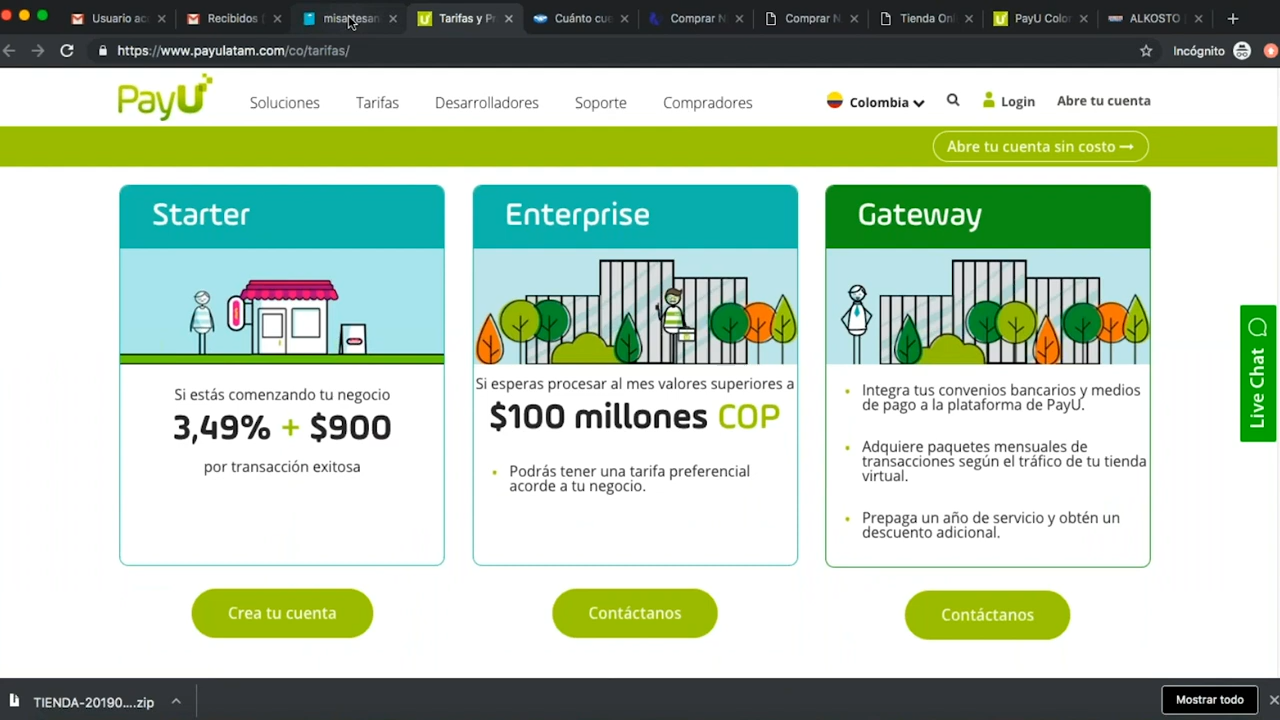 Usuario ac
Recibidos (
misartesan
Tarifas y Pr
Cuánto cue
Comprar N
Comprar N
Tienda Onl
PayU Color
ALKOSTO
https://www.payulatam.com/co/tarifas/
Incógnito
PayU
Soluciones
Tarifas
Desarrolladores
Soporte
Compradores
Colombia
Login
Abre tu cuenta
Abre tu cuenta sin costo →
Starter
Si estás comenzando tu negocio
3,49% + $900
por transacción exitosa
Crea tu cuenta
Enterprise
Si esperas procesar al mes valores superiores a
$100 millones COP
• Podrás tener una tarifa preferencial
acorde a tu negocio.
Contáctanos
Gateway
• Integra tus convenios bancarios y medios
de pago a la plataforma de PayU.
• Adquiere paquetes mensuales de
transacciones según el tráfico de tu tienda
virtual.
• Prepaga un año de servicio y obtén un
descuento adicional.
Contáctanos
Live Chat
TIENDA-20190....zip
Mostrar todo